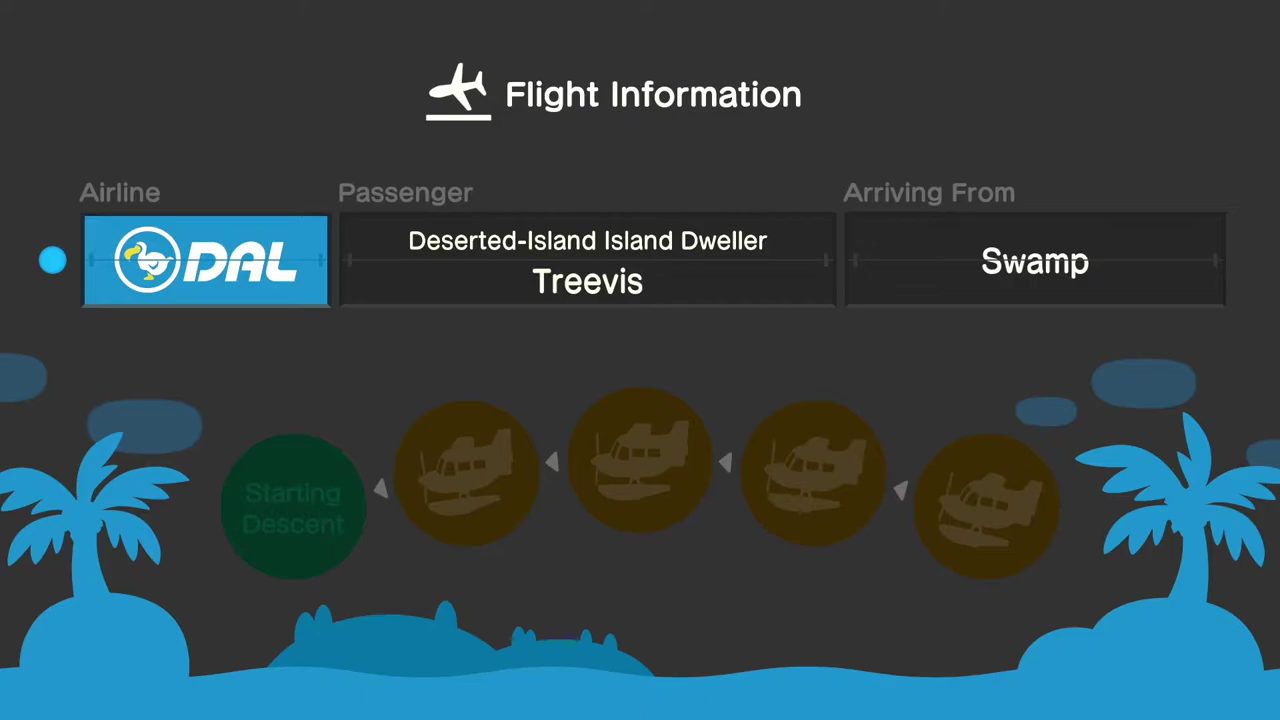 Flight Information
Airline
Passenger
Arriving From
DAL
Deserted-Island Island Dweller
Treevis
Swamp
Starting
Descent